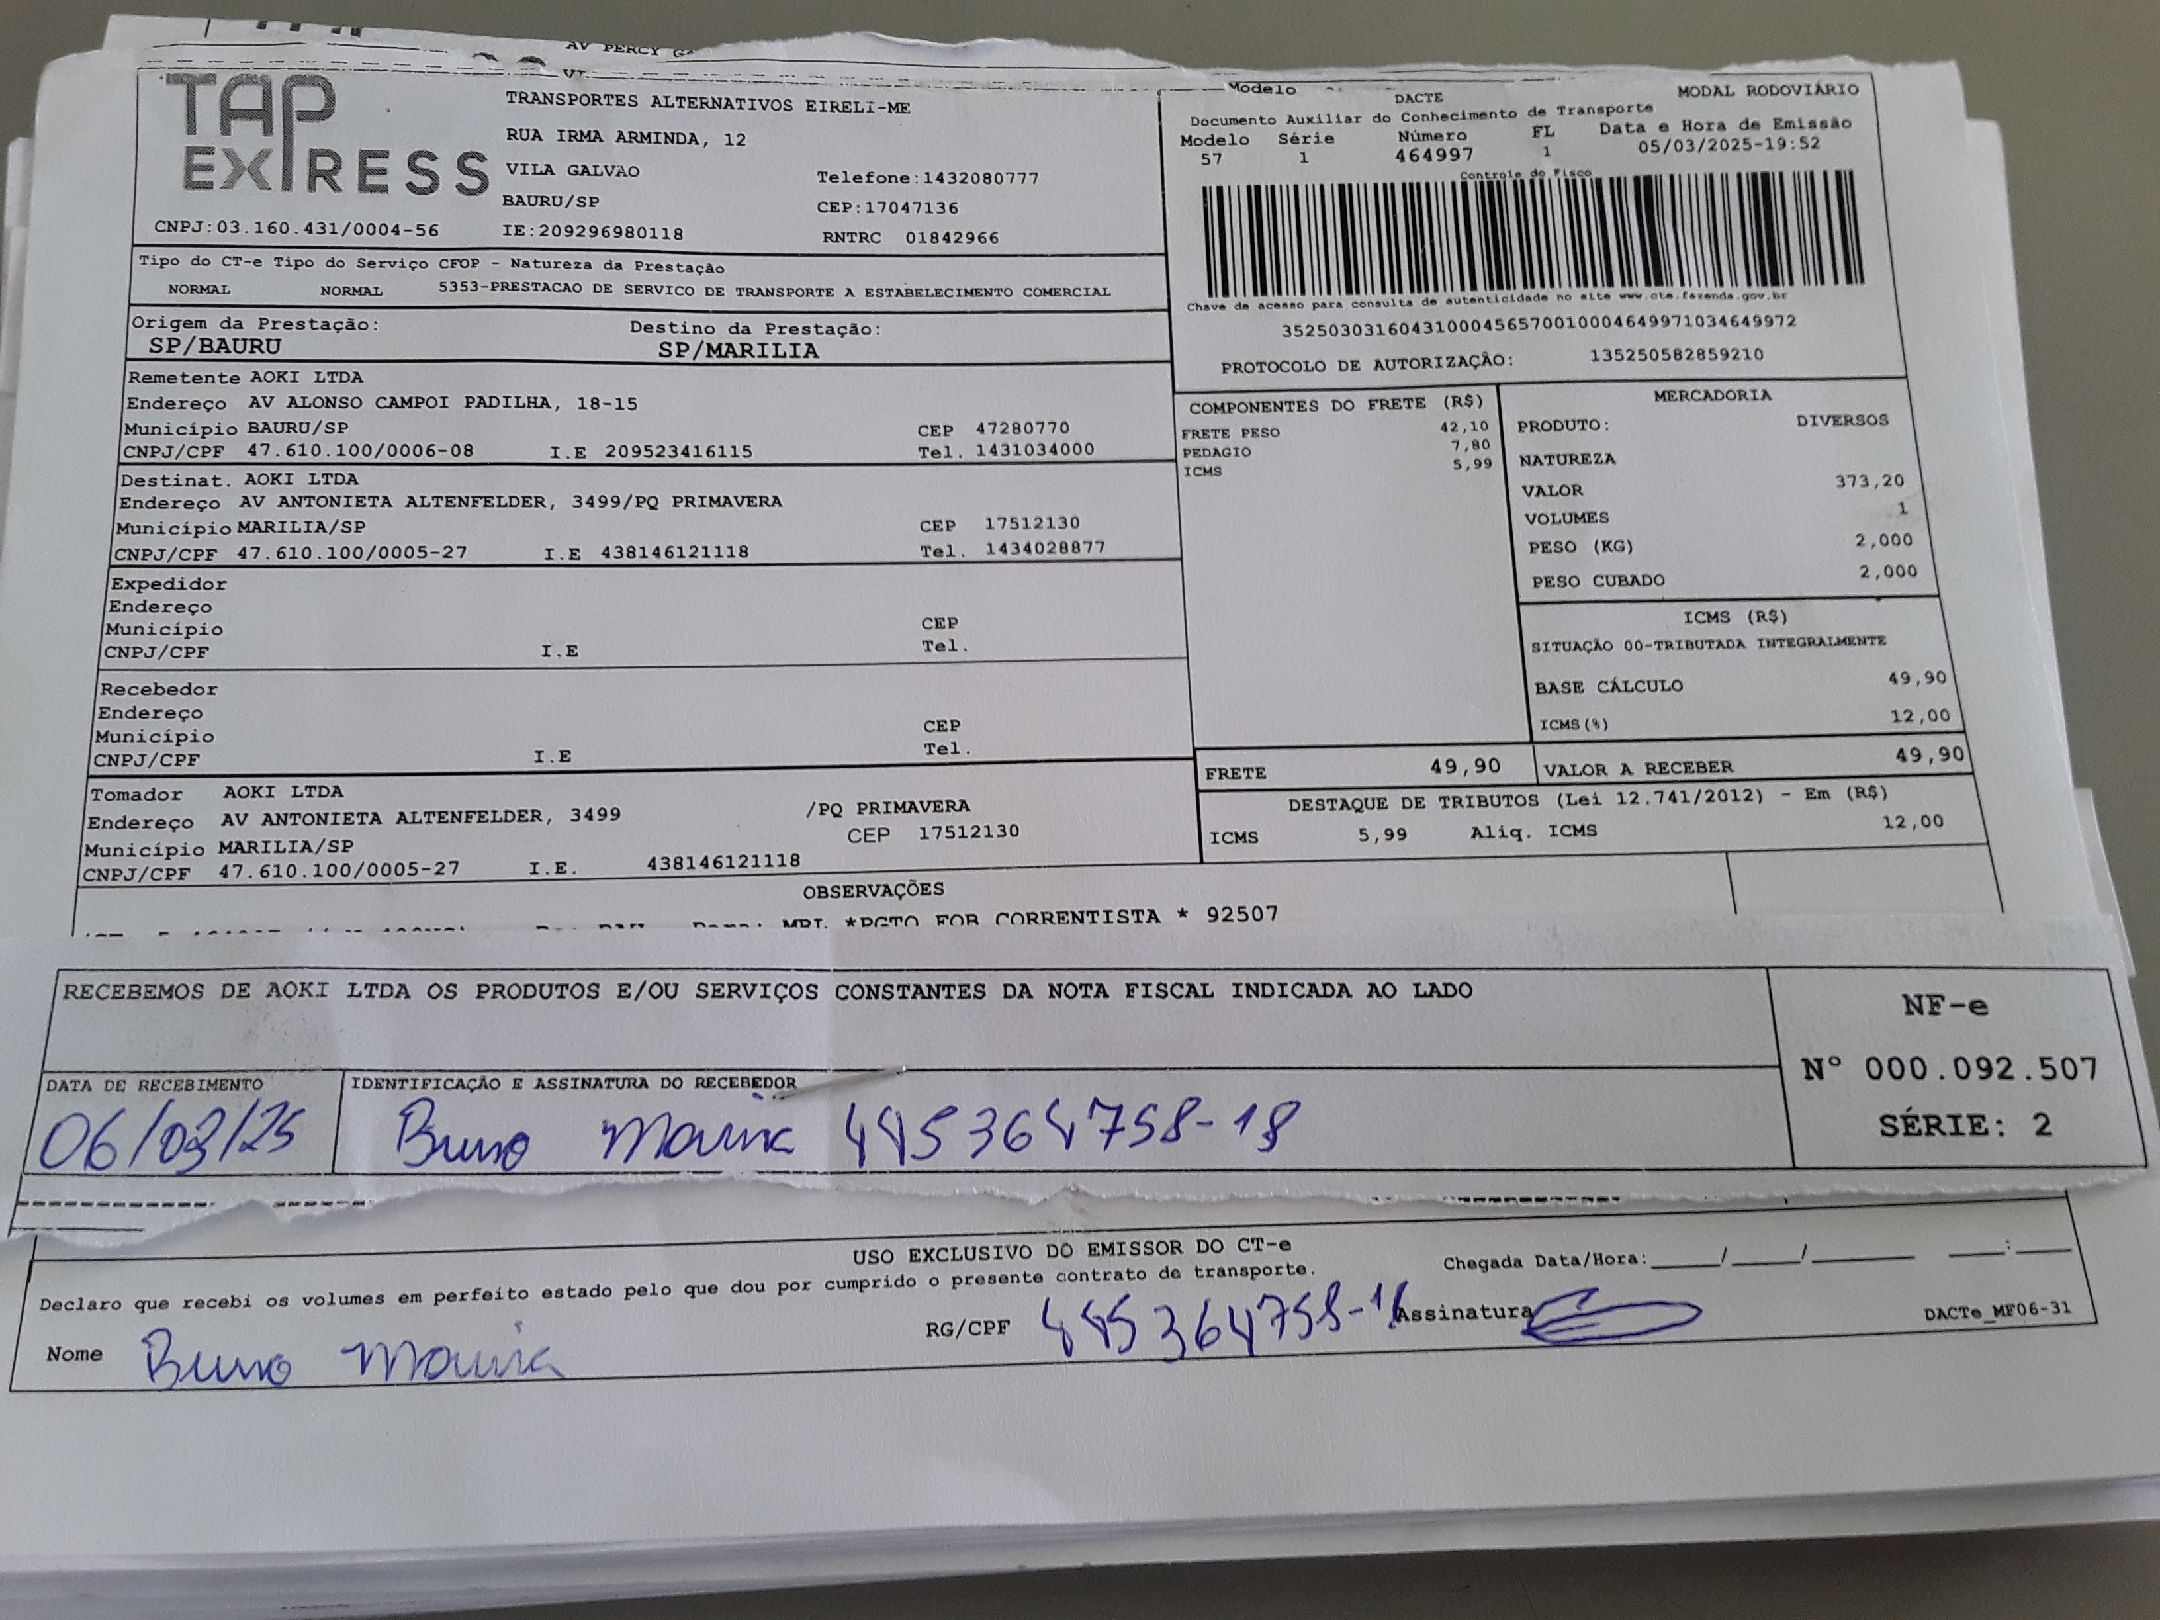 AV PERCY
TAP
EXPRESS
CNPJ:03.160.431/0004-56
TRANSPORTES ALTERNATIVOS EIRELI-ME
RUA IRMA ARMINDA, 12
VILA GALVAO
BAURU/SP
IE:209296980118
Telefone:1432080777
CEP:17047136
RNTRC 01842966
Modelo
DACTE
MODAL RODOVIÁRIO
Documento Auxiliar do Conhecimento de Transporte
Modelo Série Número FL Data e Hora de Emissão
57 1 464997 1 05/03/2025-19:52
Controle do Fisco
Chave de acesso para consulta de autenticidade no site www.cte.fazenda.gov.br
35250303160431000456570010004649971034649972
PROTOCOLO DE AUTORIZAÇÃO: 135250582859210
Tipo do CT-e Tipo do Serviço CFOP - Natureza da Prestação
NORMAL NORMAL 5353-PRESTACAO DE SERVICO DE TRANSPORTE A ESTABELECIMENTO COMERCIAL
Origem da Prestação: Destino da Prestação:
SP/BAURU SP/MARILIA
Remetente AOKI LTDA
Endereço AV ALONSO CAMPOI PADILHA, 18-15
Município BAURU/SP CEP 47280770
CNPJ/CPF 47.610.100/0006-08 I.E 209523416115 Tel. 1431034000
Destinat. AOKI LTDA
Endereço AV ANTONIETA ALTENFELDER, 3499/PQ PRIMAVERA
Município MARILIA/SP CEP 17512130
CNPJ/CPF 47.610.100/0005-27 I.E 438146121118 Tel. 1434028877
Expedidor
Endereço
Município CEP
CNPJ/CPF I.E Tel.
Recebedor
Endereço
Município CEP
CNPJ/CPF I.E Tel.
Tomador AOKI LTDA
Endereço AV ANTONIETA ALTENFELDER, 3499 /PQ PRIMAVERA
Município MARILIA/SP CEP 17512130
CNPJ/CPF 47.610.100/0005-27 I.E. 438146121118
COMPONENTES DO FRETE (R$)
FRETE PESO 42,10
PEDAGIO 7,80
ICMS 5,99
MERCADORIA
PRODUTO: DIVERSOS
NATUREZA
VALOR 373,20
VOLUMES 1
PESO (KG) 2,000
PESO CUBADO 2,000
ICMS (R$)
SITUAÇÃO 00-TRIBUTADA INTEGRALMENTE
BASE CÁLCULO 49,90
ICMS(%) 12,00
FRETE 49,90 VALOR A RECEBER 49,90
DESTAQUE DE TRIBUTOS (Lei 12.741/2012) - Em (R$)
ICMS 5,99 Aliq. ICMS 12,00
OBSERVAÇÕES
MRL *PGTO FOB CORRENTISTA * 92507
RECEBEMOS DE AOKI LTDA OS PRODUTOS E/OU SERVIÇOS CONSTANTES DA NOTA FISCAL INDICADA AO LADO
NF-e
Nº 000.092.507
SÉRIE: 2
DATA DE RECEBIMENTO IDENTIFICAÇÃO E ASSINATURA DO RECEBEDOR
06/03/25 Bruno 445364758-18
USO EXCLUSIVO DO EMISSOR DO CT-e
Declaro que recebi os volumes em perfeito estado pelo que dou por cumprido o presente contrato de transporte.
Chegada Data/Hora:_____/_____/_______ ____:____
Nome Bruno RG/CPF 445364758-18 Assinatura
DACTe_MF06-31